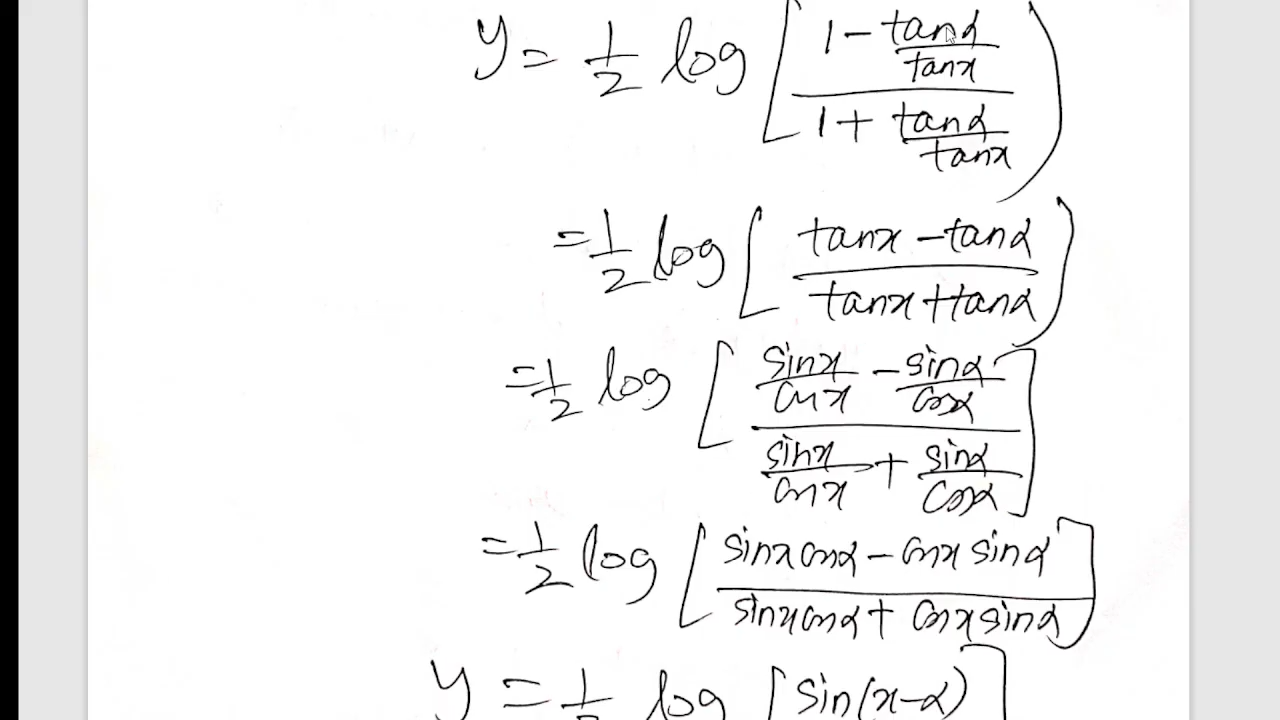 y = 1/2 log [ (1 - tanα/tanx) / (1 + tanα/tanx) )
= 1/2 log [ (tanx - tanα) / (tanx + tanα) )
= 1/2 log [ (sinx/cosx - sinα/cosα) / (sinx/cosx + sinα/cosα) ]
= 1/2 log [ (sinx cosα - cosx sinα) / (sinx cosα + cosx sinα) ]
y = 1/2 log [ sin(x-α) ]